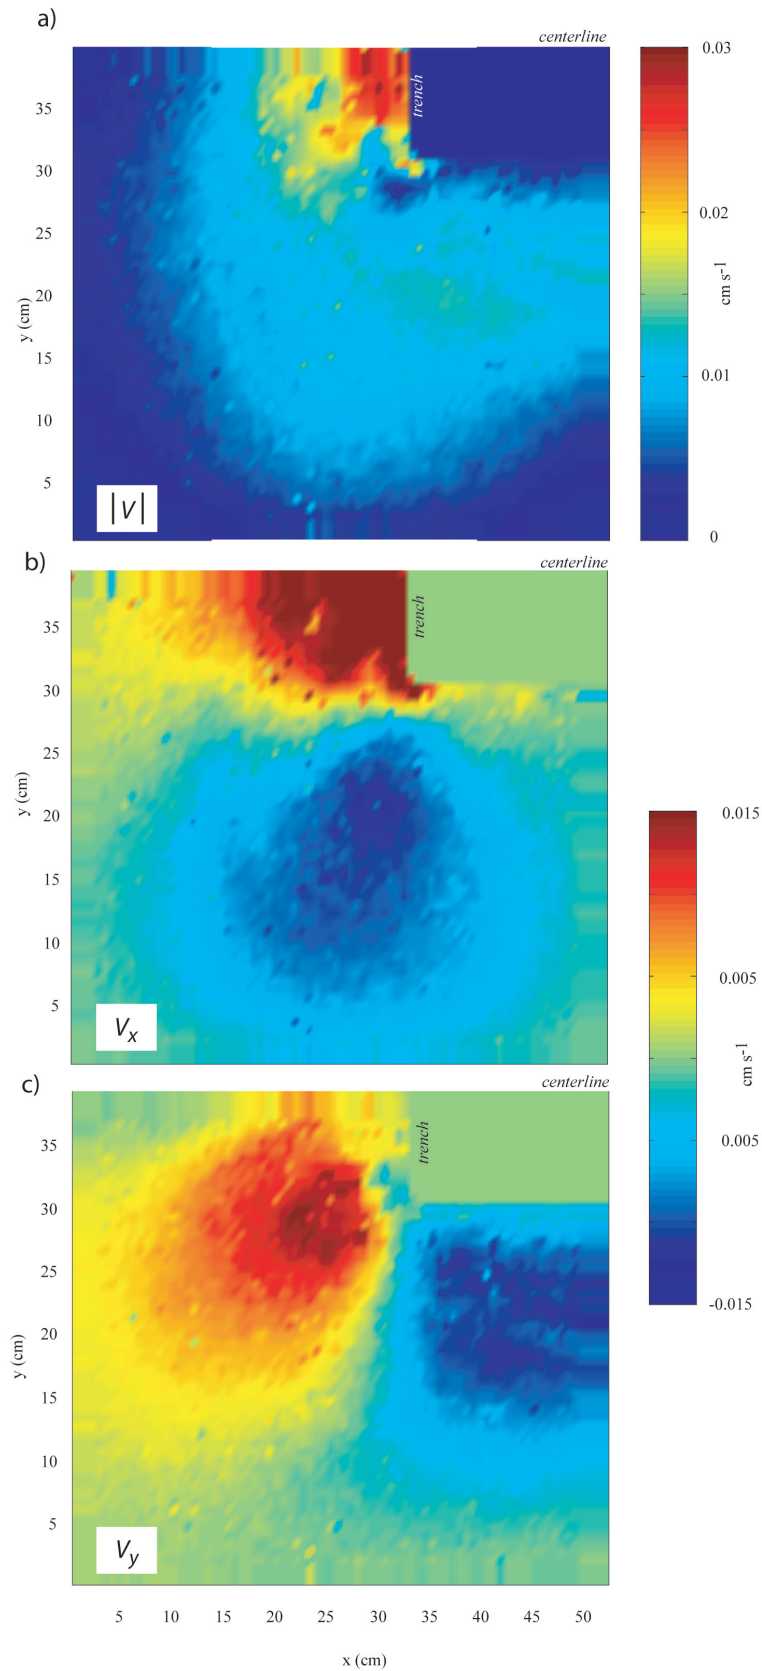 a)
centerline
trench
35
30
25
20
15
10
5
y (cm)
|V|
0.03
0.02
0.01
0
cm s-1
b)
centerline
trench
35
30
25
20
15
10
5
y (cm)
Vx
c)
centerline
trench
35
30
25
20
15
10
5
y (cm)
Vy
0.015
0.005
0.005
-0.015
cm s-1
5 10 15 20 25 30 35 40 45 50
x (cm)